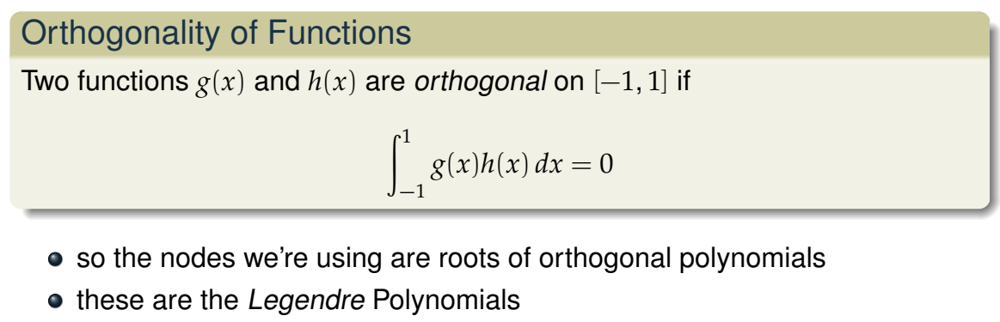 Orthogonality of Functions
Two functions g(x) and h(x) are orthogonal on [−1, 1] if
∫_{−1}^{1} g(x)h(x) dx = 0
so the nodes we're using are roots of orthogonal polynomials
these are the Legendre Polynomials